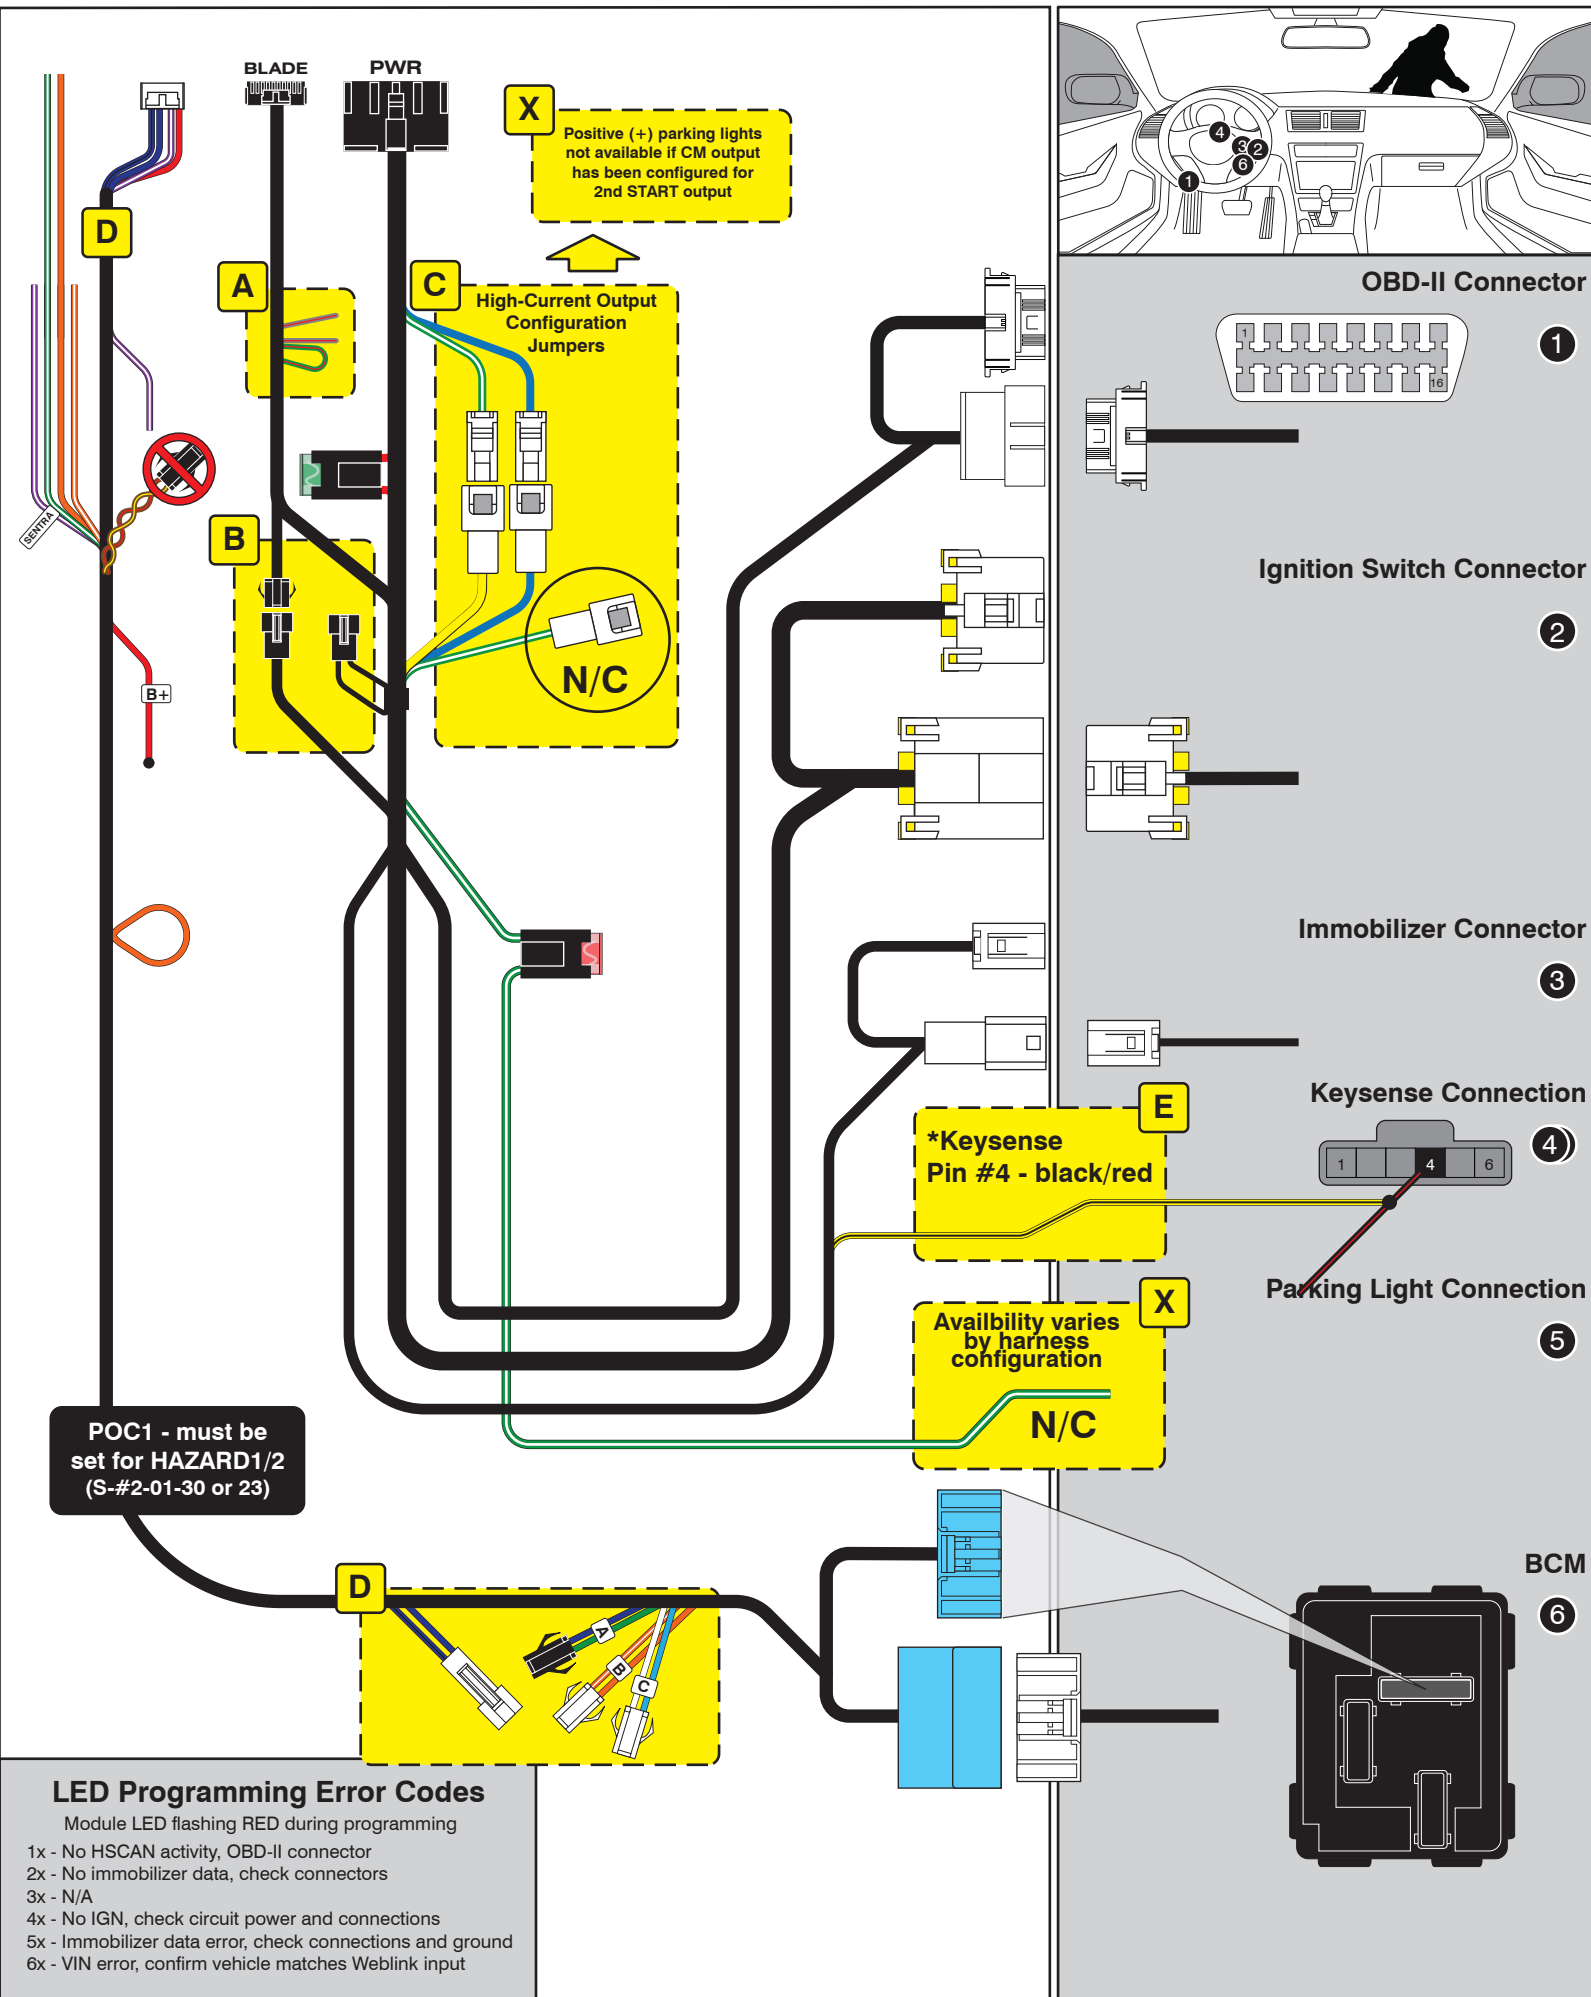 BLADE
PWR
X
Positive (+) parking lights
not available if CM output
has been configured for
2nd START output
D
A
C
High-Current Output
Configuration
Jumpers
SENTRA
B
B+
N/C
4
3
2
6
1
OBD-II Connector
1
1
16
Ignition Switch Connector
2
Immobilizer Connector
3
Keysense Connection
4
E
*Keysense
Pin #4 - black/red
1
4
6
Parking Light Connection
5
X
Availbility varies
by harness
configuration
N/C
POC1 - must be
set for HAZARD1/2
(S-#2-01-30 or 23)
D
A
B
C
BCM
6
LED Programming Error Codes
Module LED flashing RED during programming
1x - No HSCAN activity, OBD-II connector
2x - No immobilizer data, check connectors
3x - N/A
4x - No IGN, check circuit power and connections
5x - Immobilizer data error, check connections and ground
6x - VIN error, confirm vehicle matches Weblink input